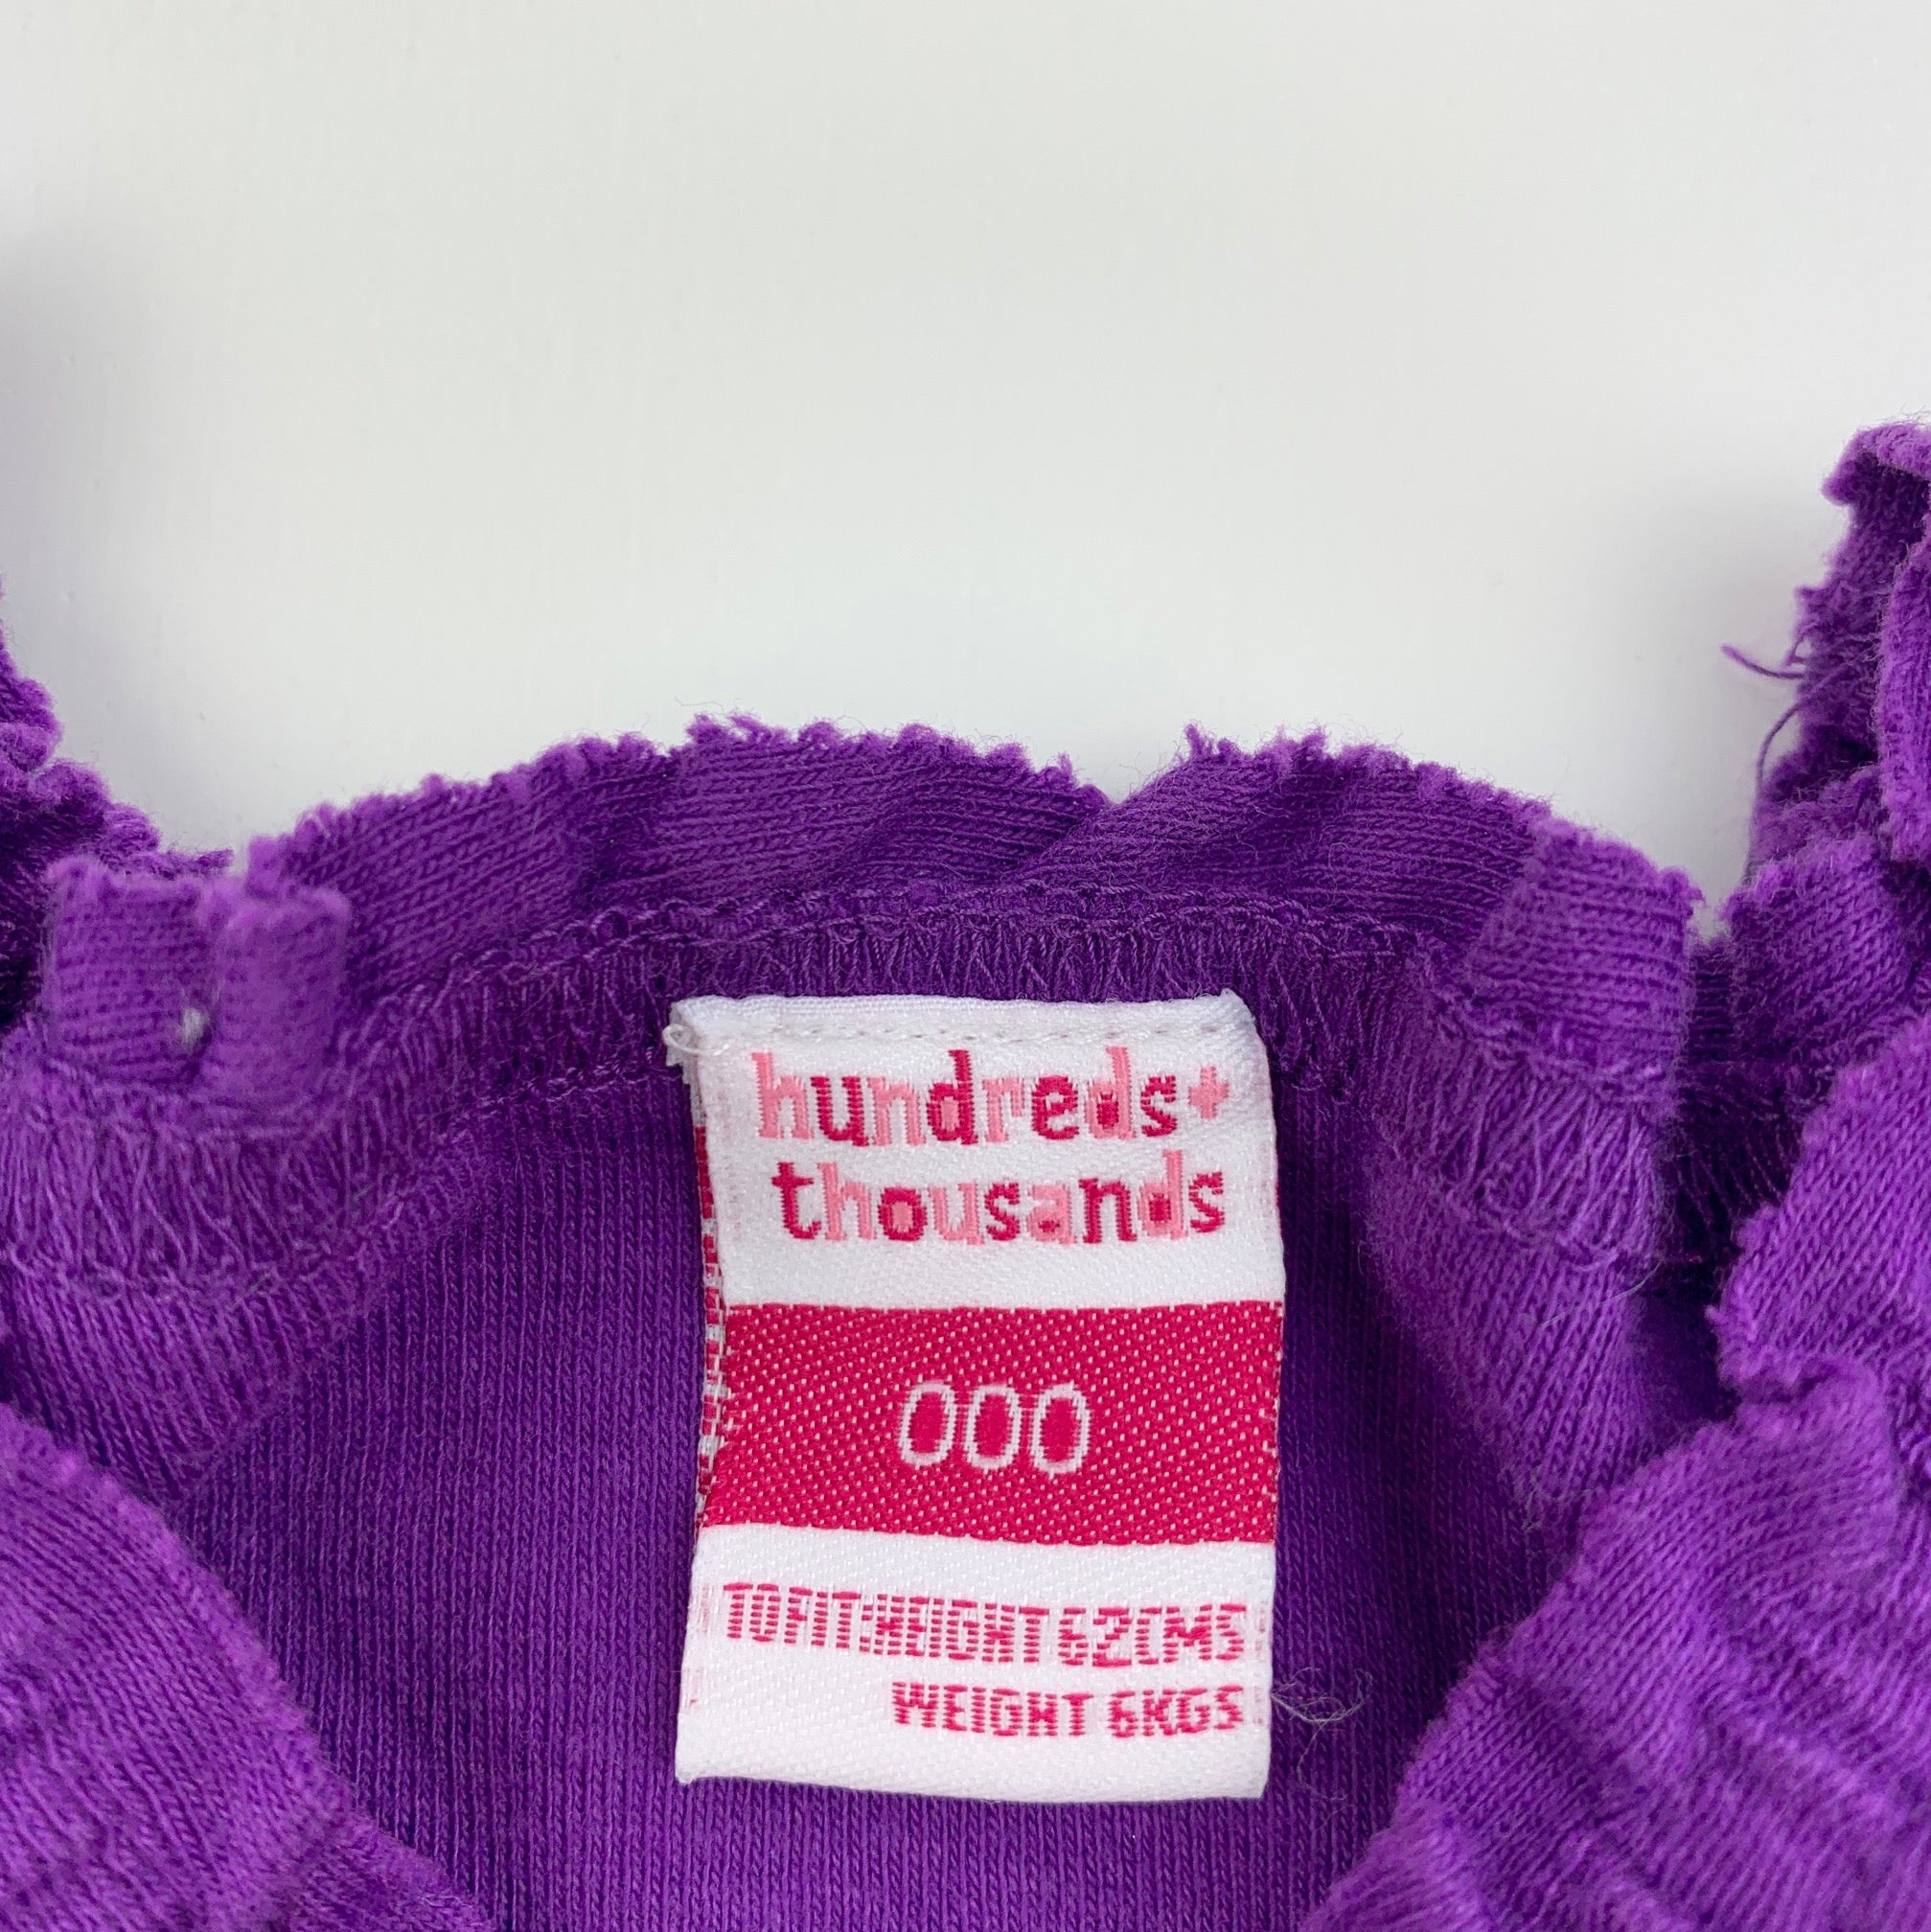 hundreds+
thousands
000
TO FIT:HEIGHT 62CMS
WEIGHT 6KGS